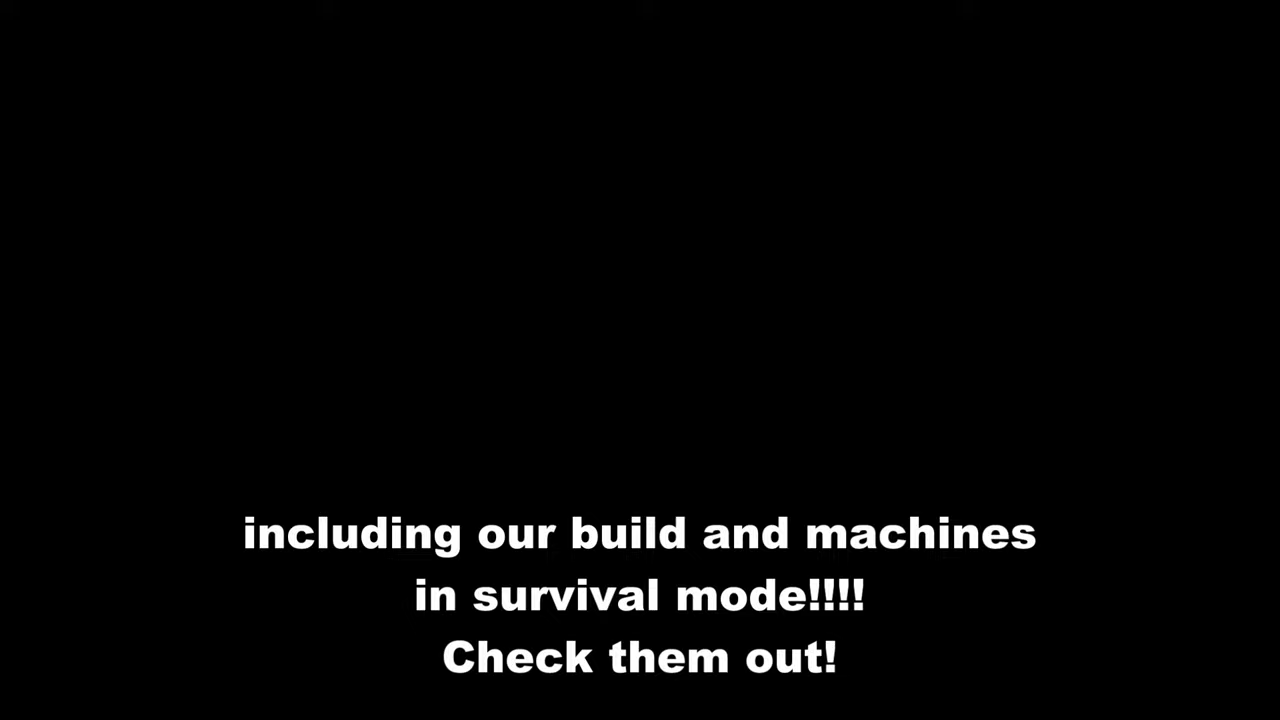 including our build and machines
in survival mode!!!!
Check them out!